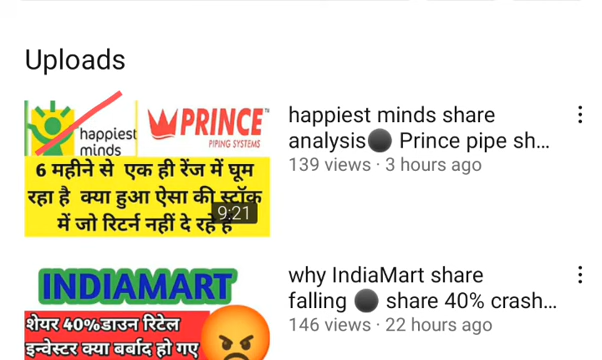 Uploads
happiest
minds
PRINCE
PIPING SYSTEMS
6 महीने से एक ही रेंज में घूम
रहा है क्या हुआ ऐसा की स्टॉक
में जो रिटर्न नहीं दे रहे है
9:21
happiest minds share
analysis⚫ Prince pipe sh...
139 views · 3 hours ago
INDIAMART
शेयर 40%डाउन रिटेल
इन्वेस्टर क्या बर्बाद हो गए
why IndiaMart share
falling ⚫ share 40% crash...
146 views · 22 hours ago